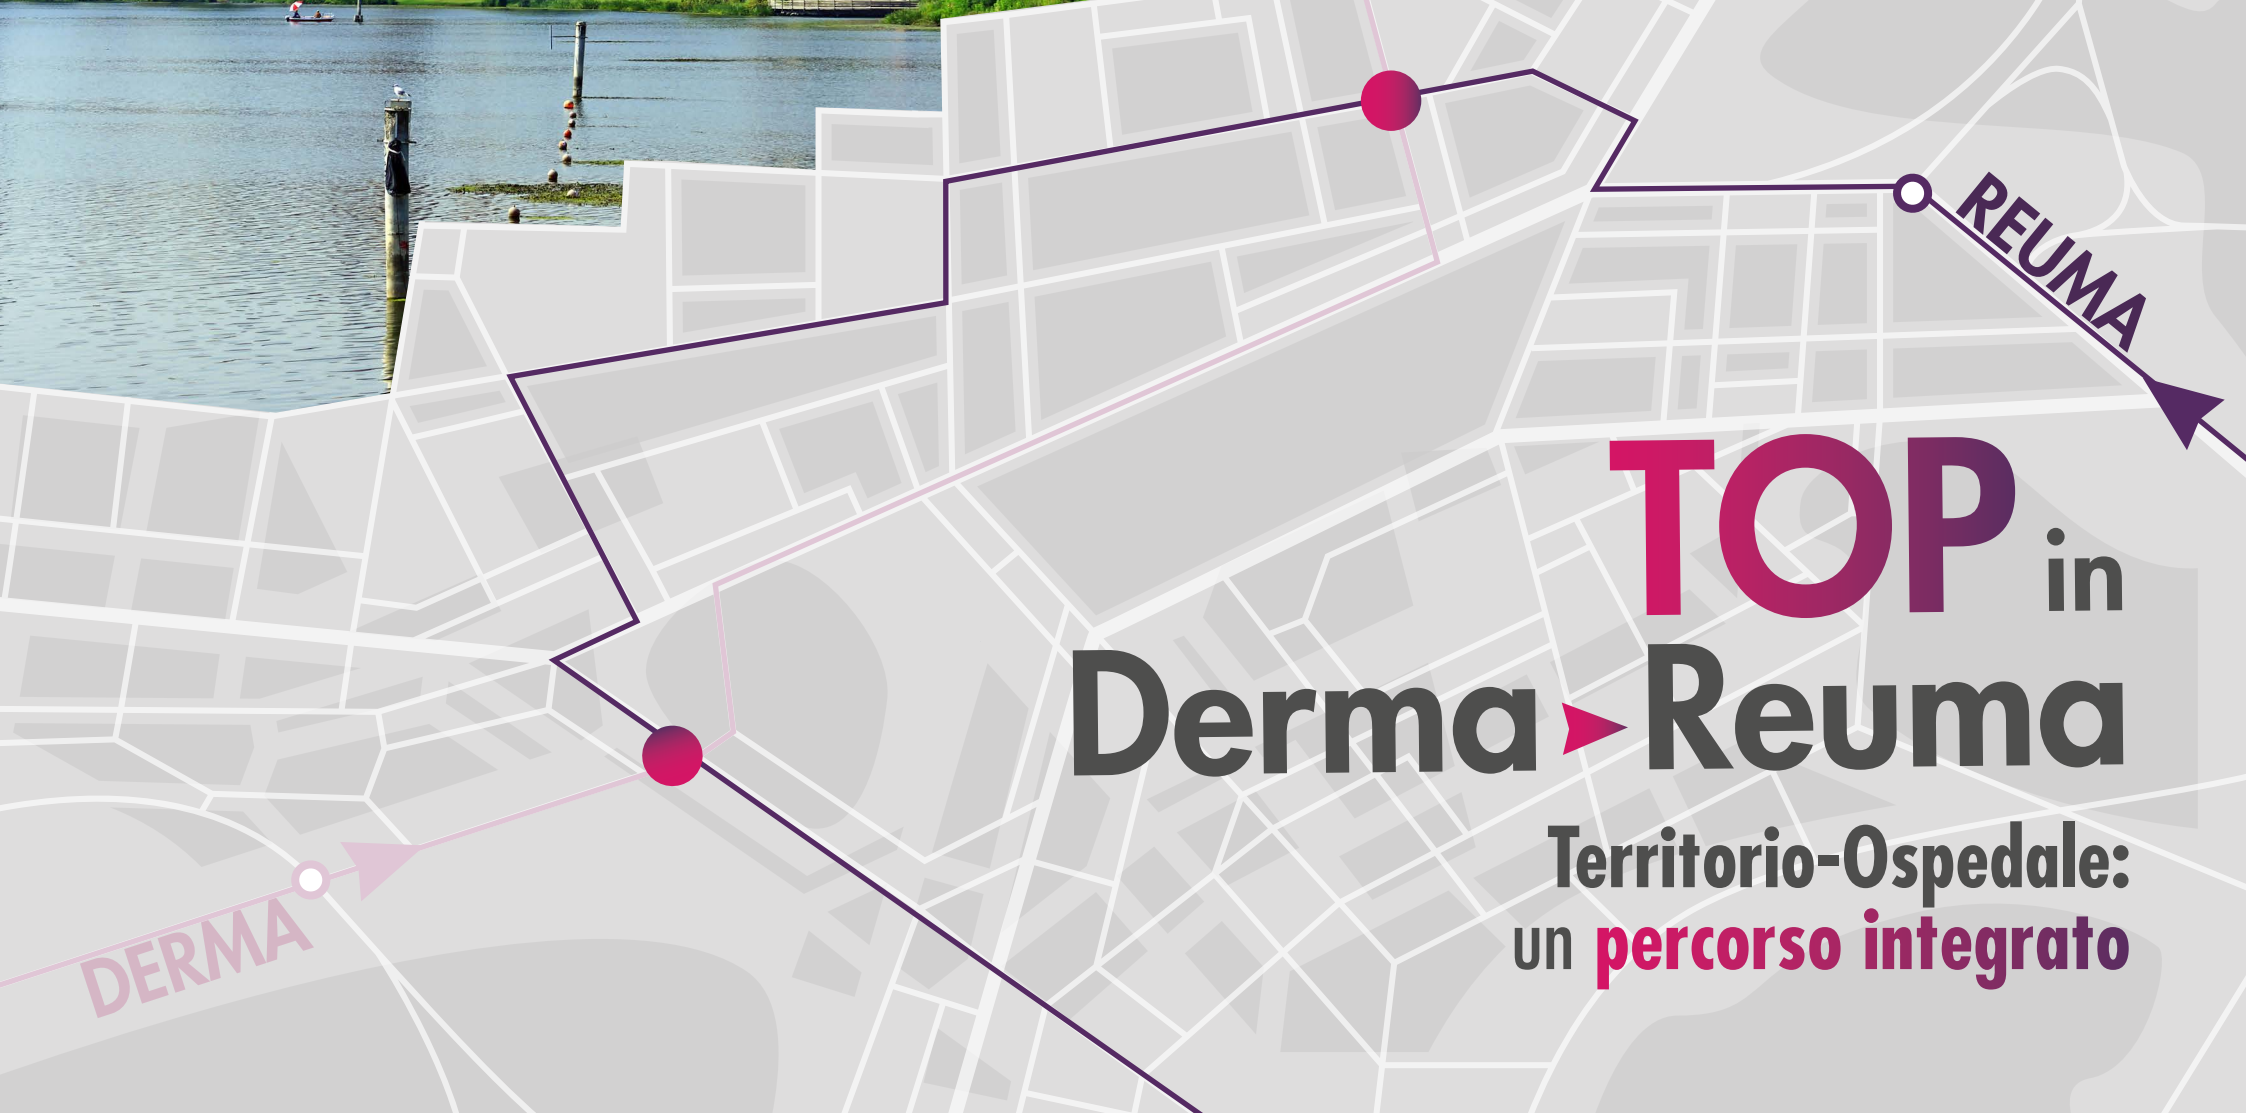 REUMA
TOP in
Derma Reuma
Territorio-Ospedale:
un percorso integrato
DERMA